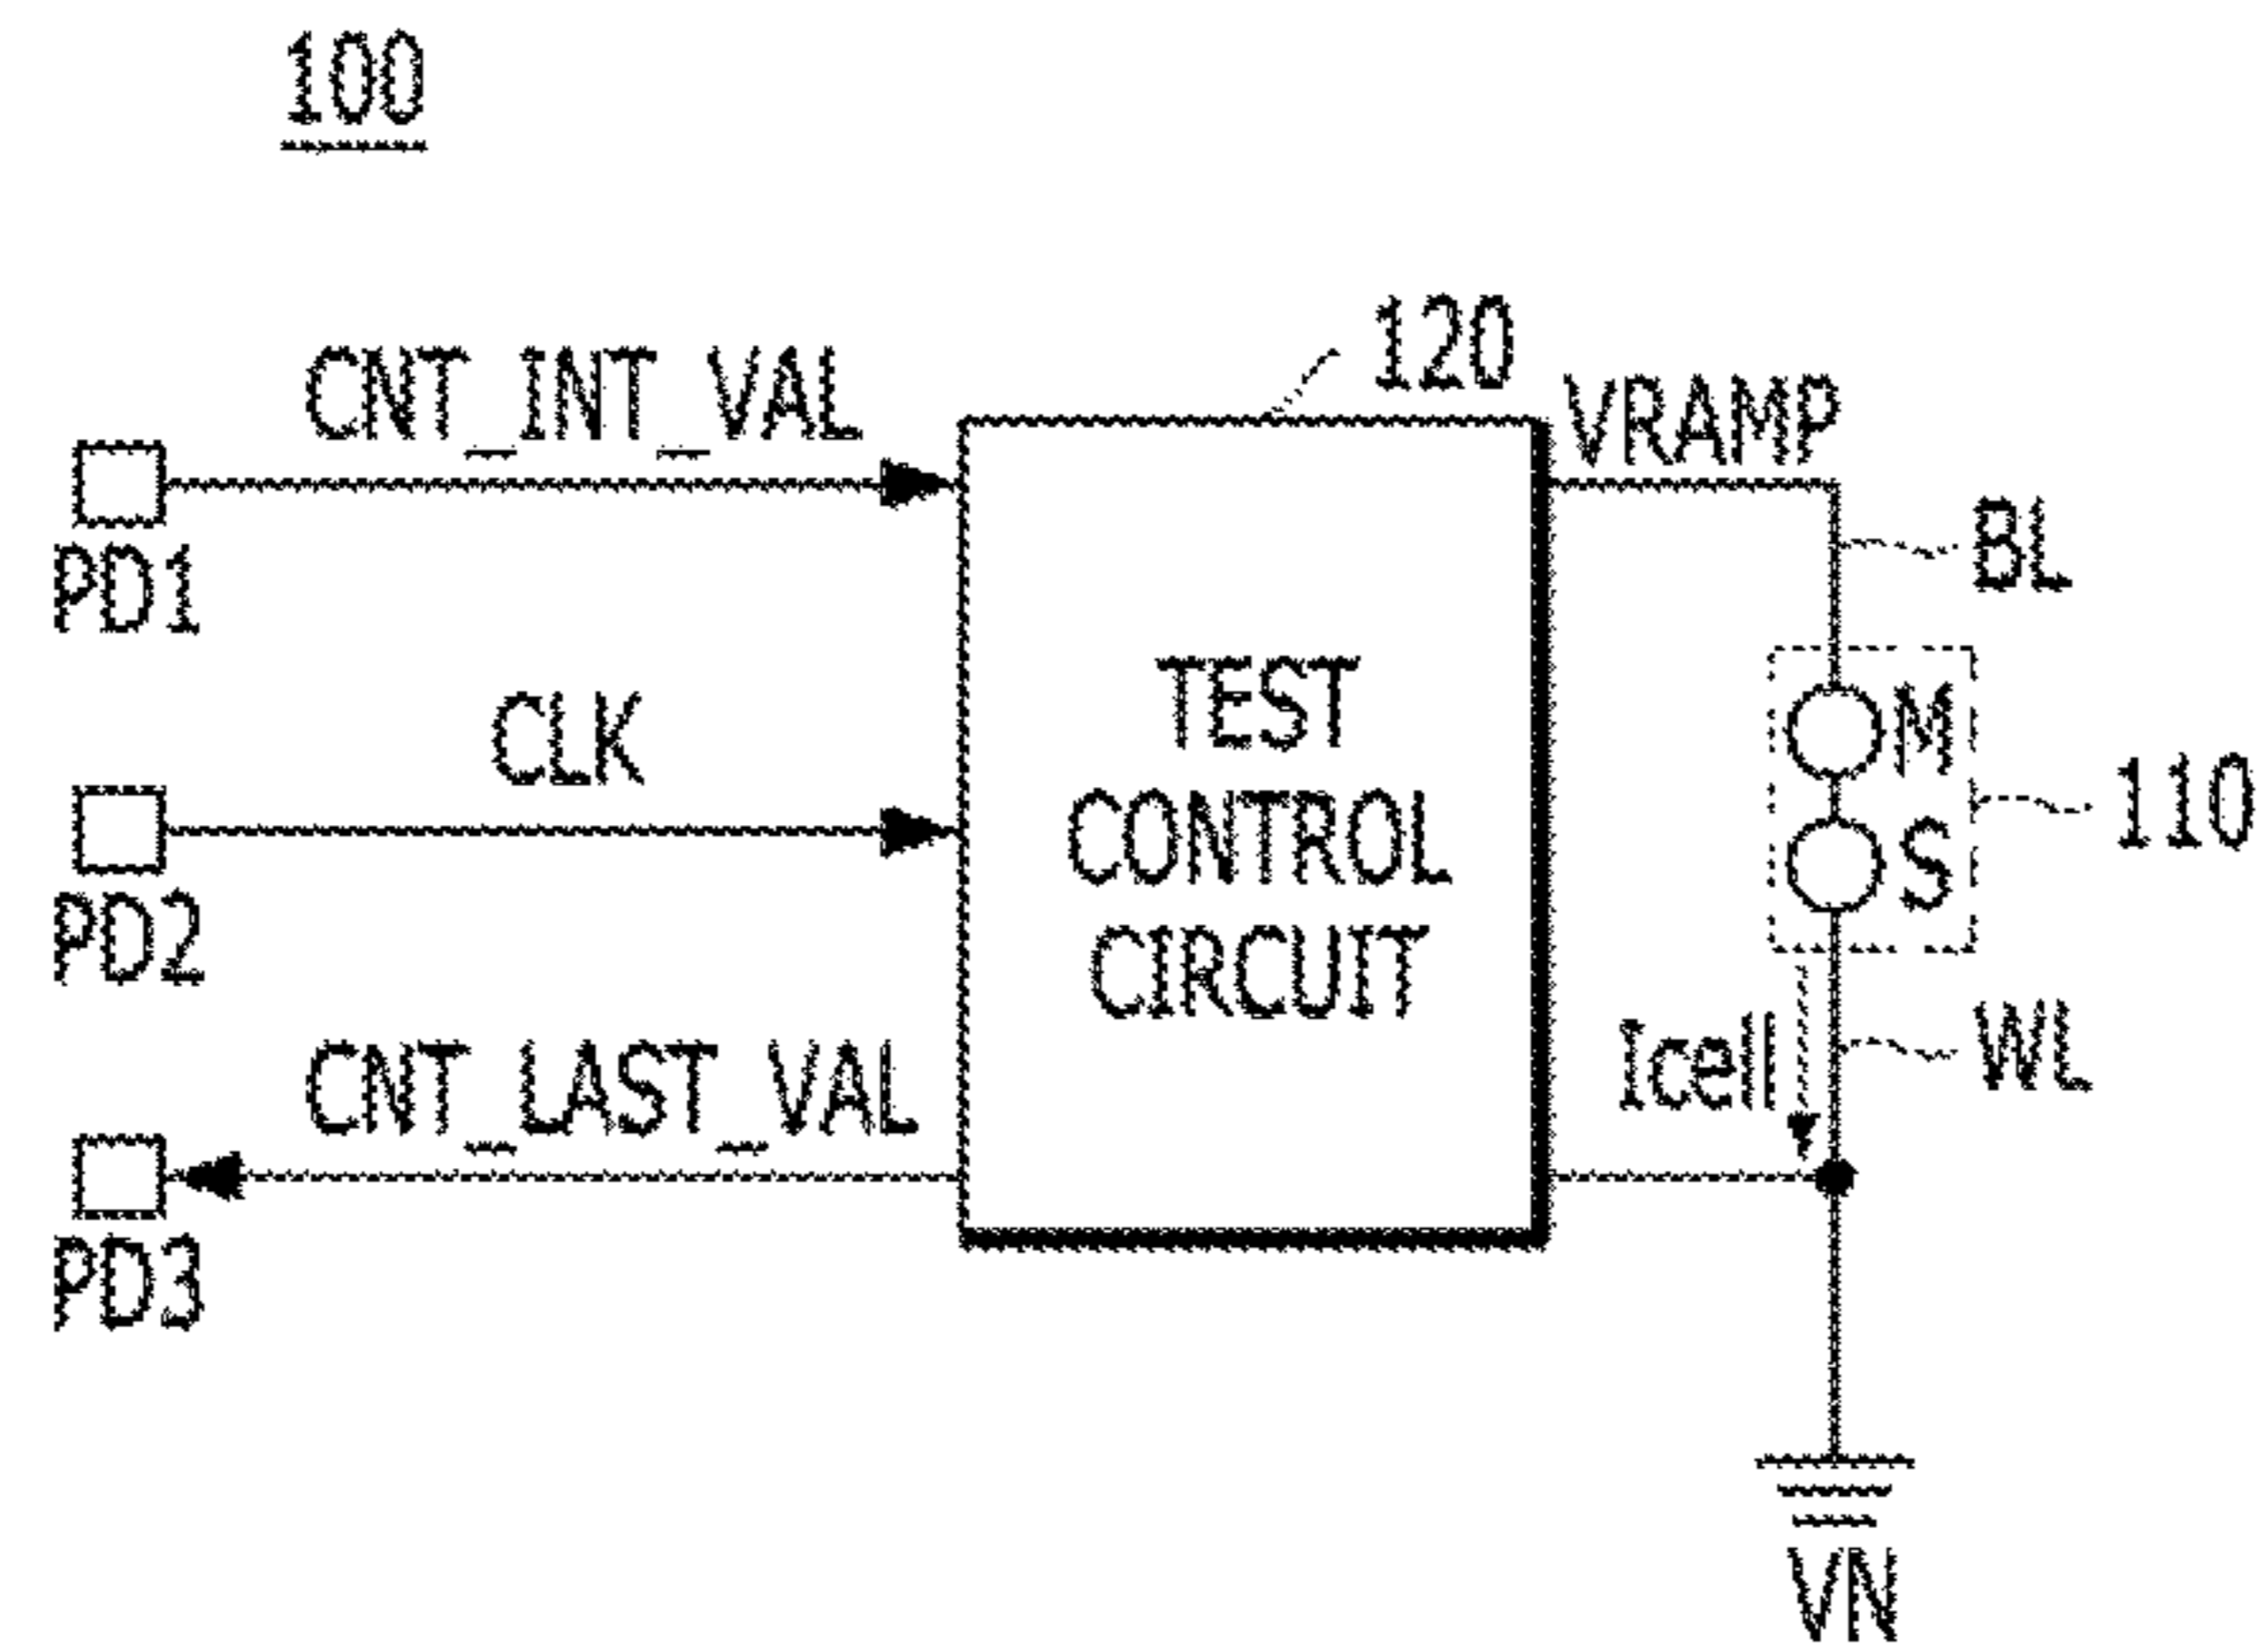 100
120
CNT_INT_VAL
VRAMP
PD1
BL
CLK
TEST
CONTROL
CIRCUIT
M
S
110
PD2
CNT_LAST_VAL
Icell
WL
PD3
VN